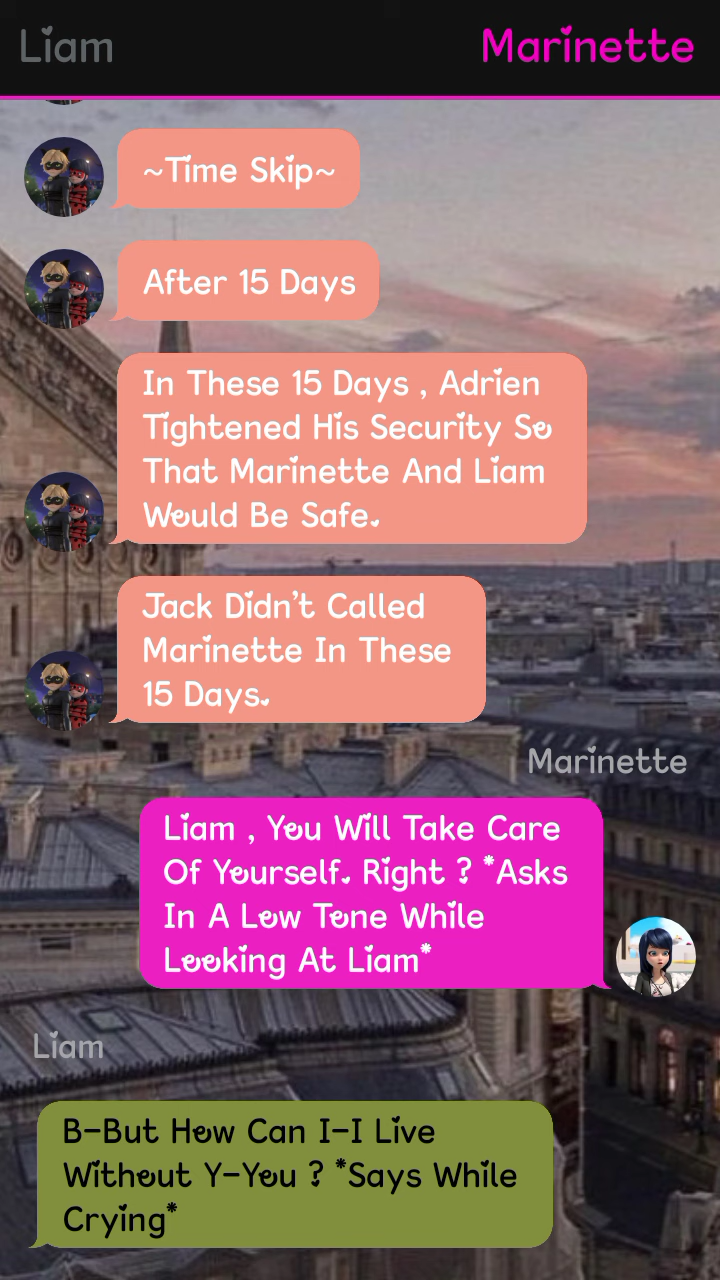 Liam
Marinette
~Time Skip~
After 15 Days
In These 15 Days , Adrien
Tightened His Security So
That Marinette And Liam
Would Be Safe.
Jack Didn't Called
Marinette In These
15 Days.
Marinette
Liam , You Will Take Care
Of Yourself. Right ? *Asks
In A Low Tone While
Looking At Liam*
Liam
B-But How Can I-I Live
Without Y-You ? *Says While
Crying*